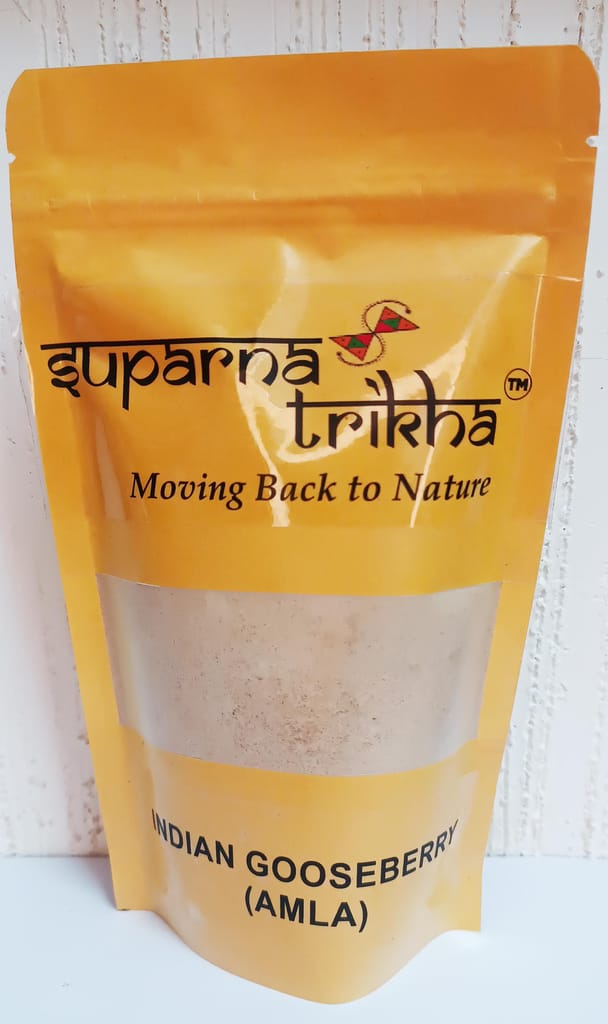 suparna
trikha
TM
Moving Back to Nature
INDIAN GOOSEBERRY
(AMLA)